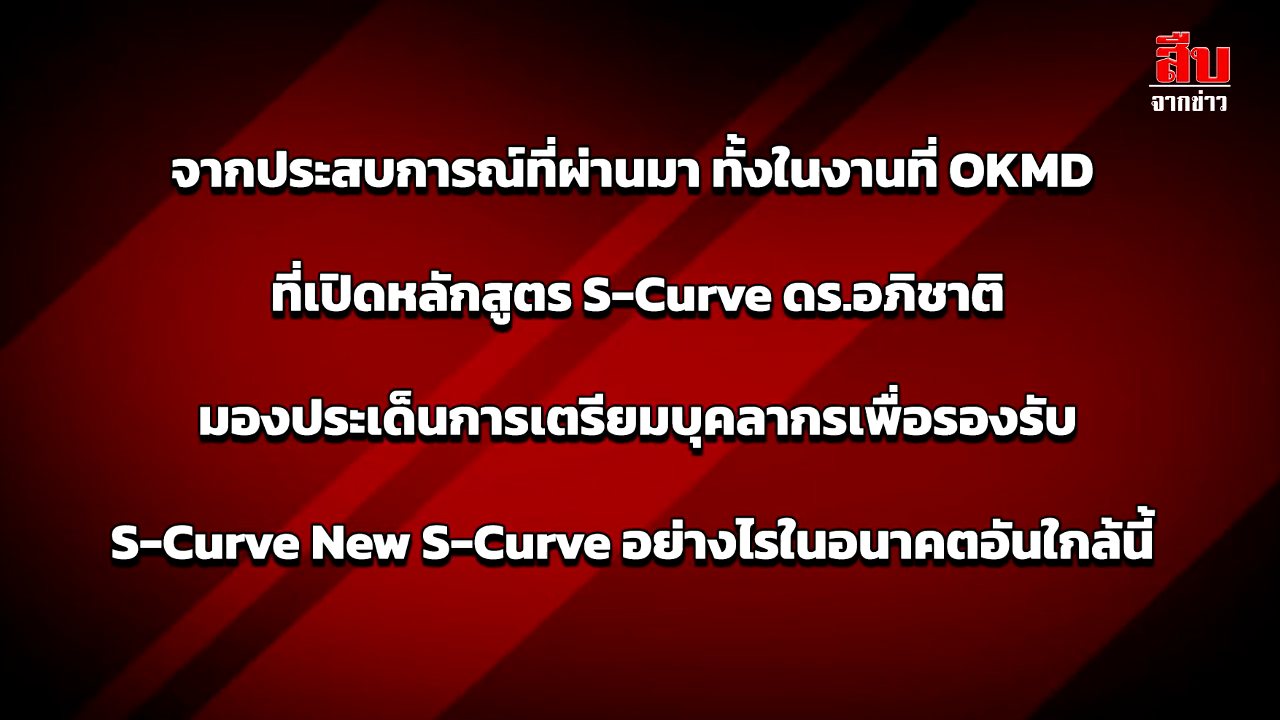 สืบ
จากข่าว
จากประสบการณ์ที่ผ่านมา ทั้งในงานที่ OKMD
ที่เปิดหลักสูตร S-Curve ดร.อภิชาติ
มองประเด็นการเตรียมบุคลากรเพื่อรองรับ
S-Curve New S-Curve อย่างไรในอนาคตอันใกล้นี้